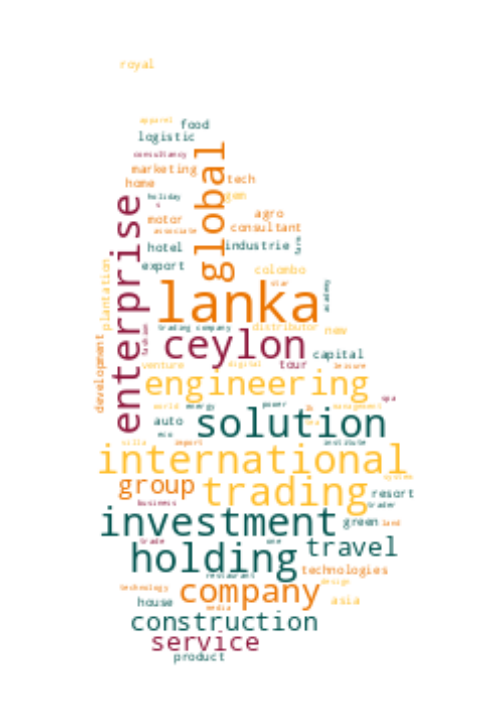 royal
apparel food
logistic
consultancy
marketing
tech
home
global
holiday
gem
s
motor
agro
associate
consultant
hotel
industrie
farm
export
colombo
plantation
enterprise
star
academy
lanka
trading company
distributor
new
ceylon
fashion
capital
development
venture
digital
tour
leisure
engineering
spa
world
energy
power
management
auto
solution
eco
villa
import
institute
international
system
group
trading
resort
business
trader
investment
green
land
trade
one
holding
travel
restaurant
technologies
technology
design
company
house
asia
media
construction
service
product